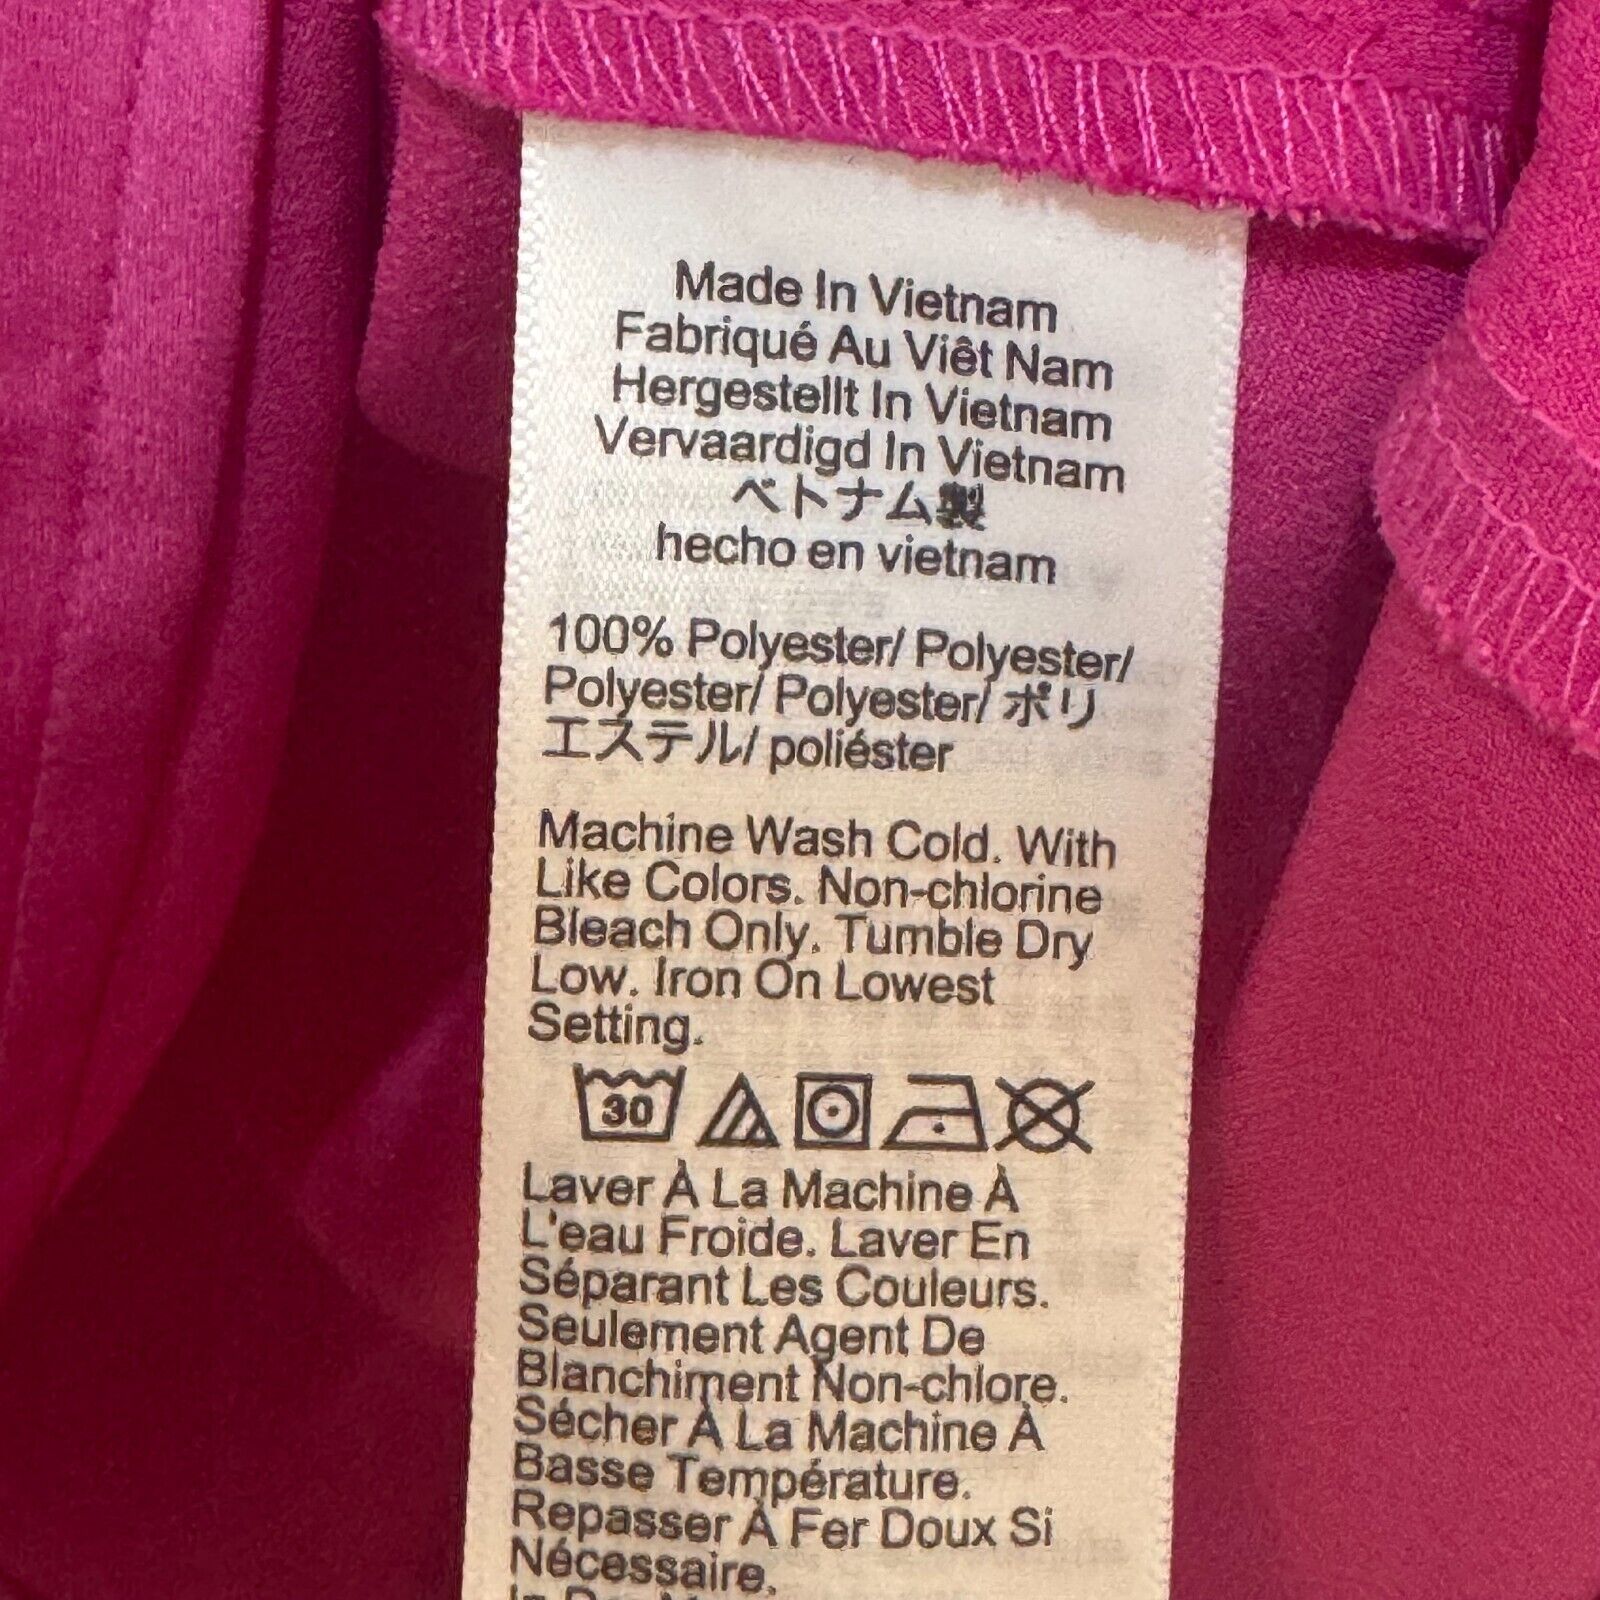 Made In Vietnam
Fabriqué Au Viêt Nam
Hergestellt In Vietnam
Vervaardigd In Vietnam
ベトナム製
hecho en vietnam
100% Polyester/ Polyester/
Polyester/ Polyester/ ポリ
エステル/ poliéster
Machine Wash Cold. With
Like Colors. Non-chlorine
Bleach Only. Tumble Dry
Low. Iron On Lowest
Setting.
30
Laver À La Machine À
L'eau Froide. Laver En
Séparant Les Couleurs.
Seulement Agent De
Blanchiment Non-chlore.
Sécher À La Machine À
Basse Température.
Repasser À Fer Doux Si
Nécessaire.